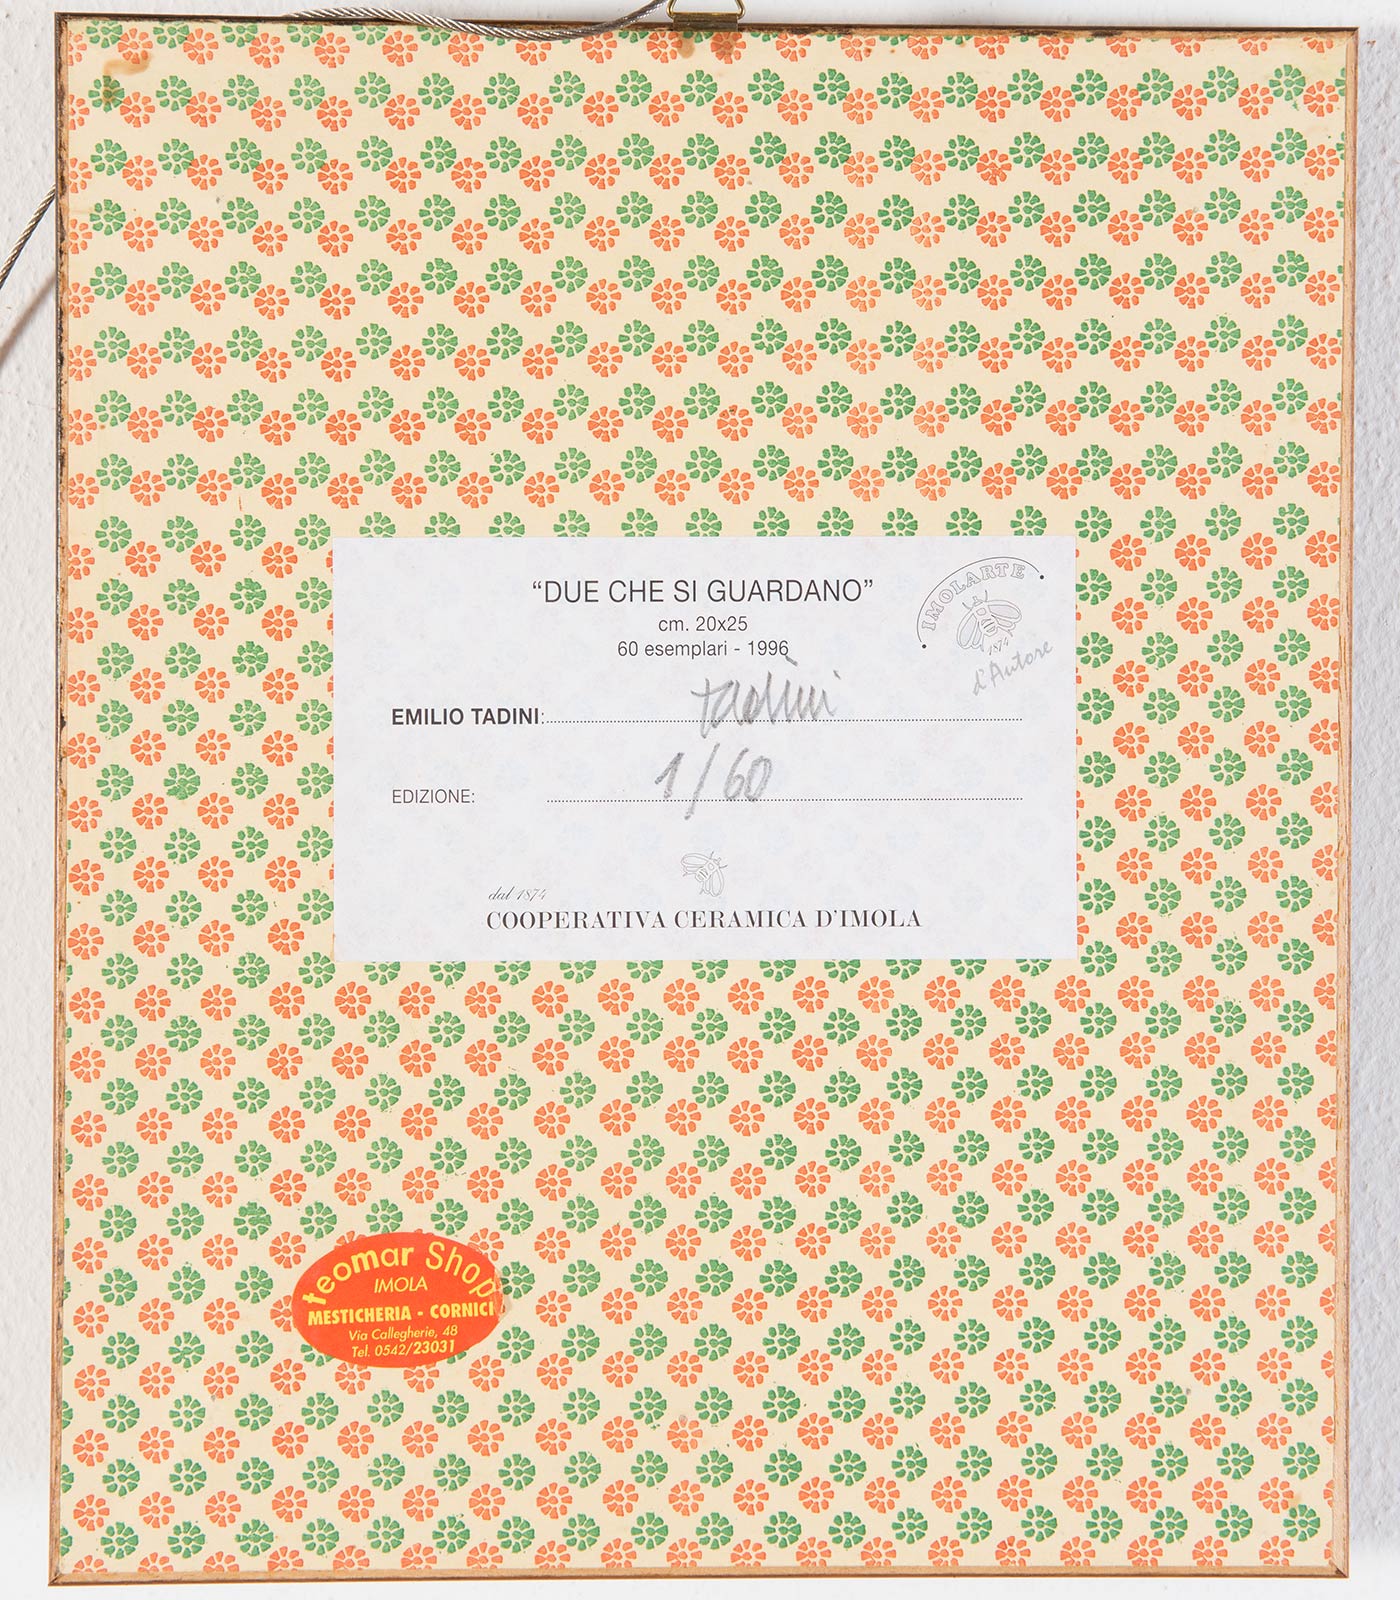 "DUE CHE SI GUARDANO"
cm. 20x25
60 esemplari - 1996
IMOLARTE
1874
d'Autore
EMILIO TADINI: tadini
EDIZIONE: 1/60
dal 1874
COOPERATIVA CERAMICA D'IMOLA
teomar Shop
IMOLA
MESTICHERIA - CORNICI
Via Callegherie, 48
Tel. 0542/23031